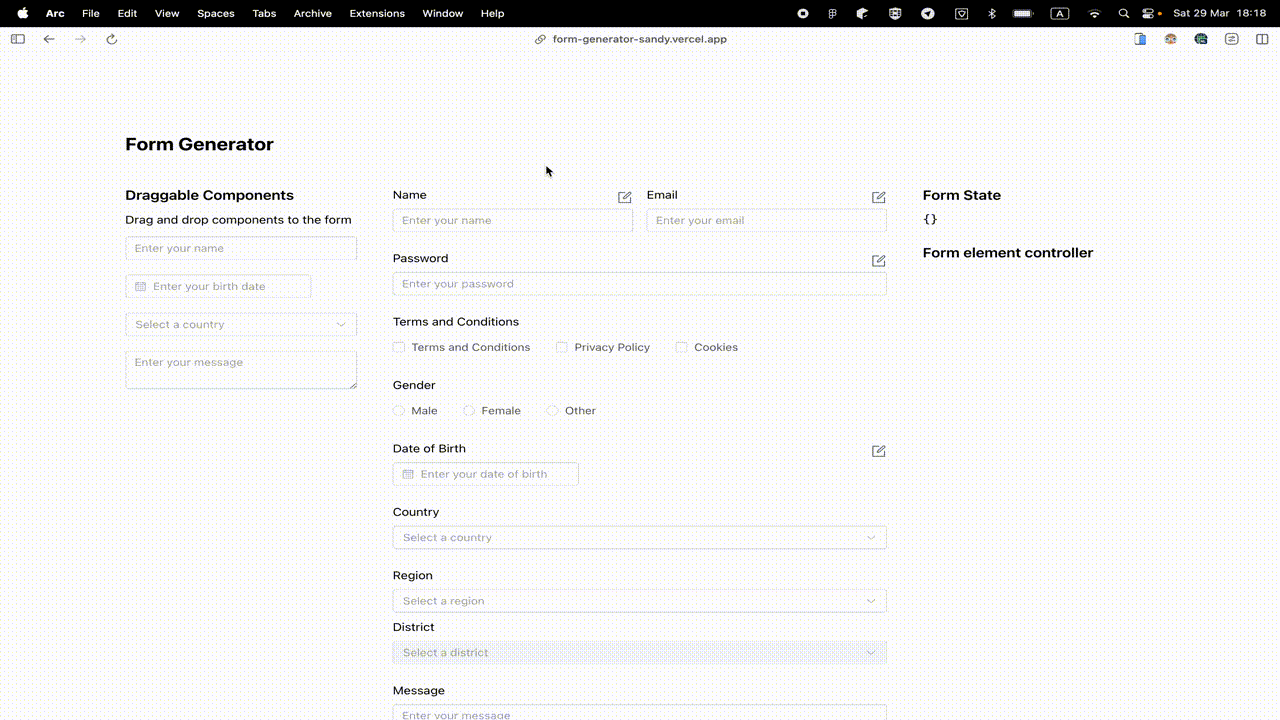 Arc File Edit View Spaces Tabs Archive Extensions Window Help A Sat 29 Mar 18:18
form-generator-sandy.vercel.app
Form Generator
Draggable Components
Drag and drop components to the form
Enter your name
Enter your birth date
Select a country
Enter your message
Name
Enter your name
Email
Enter your email
Password
Enter your password
Terms and Conditions
Terms and Conditions Privacy Policy Cookies
Gender
Male Female Other
Date of Birth
Enter your date of birth
Country
Select a country
Region
Select a region
District
Select a district
Message
Enter your message
Form State
{}
Form element controller